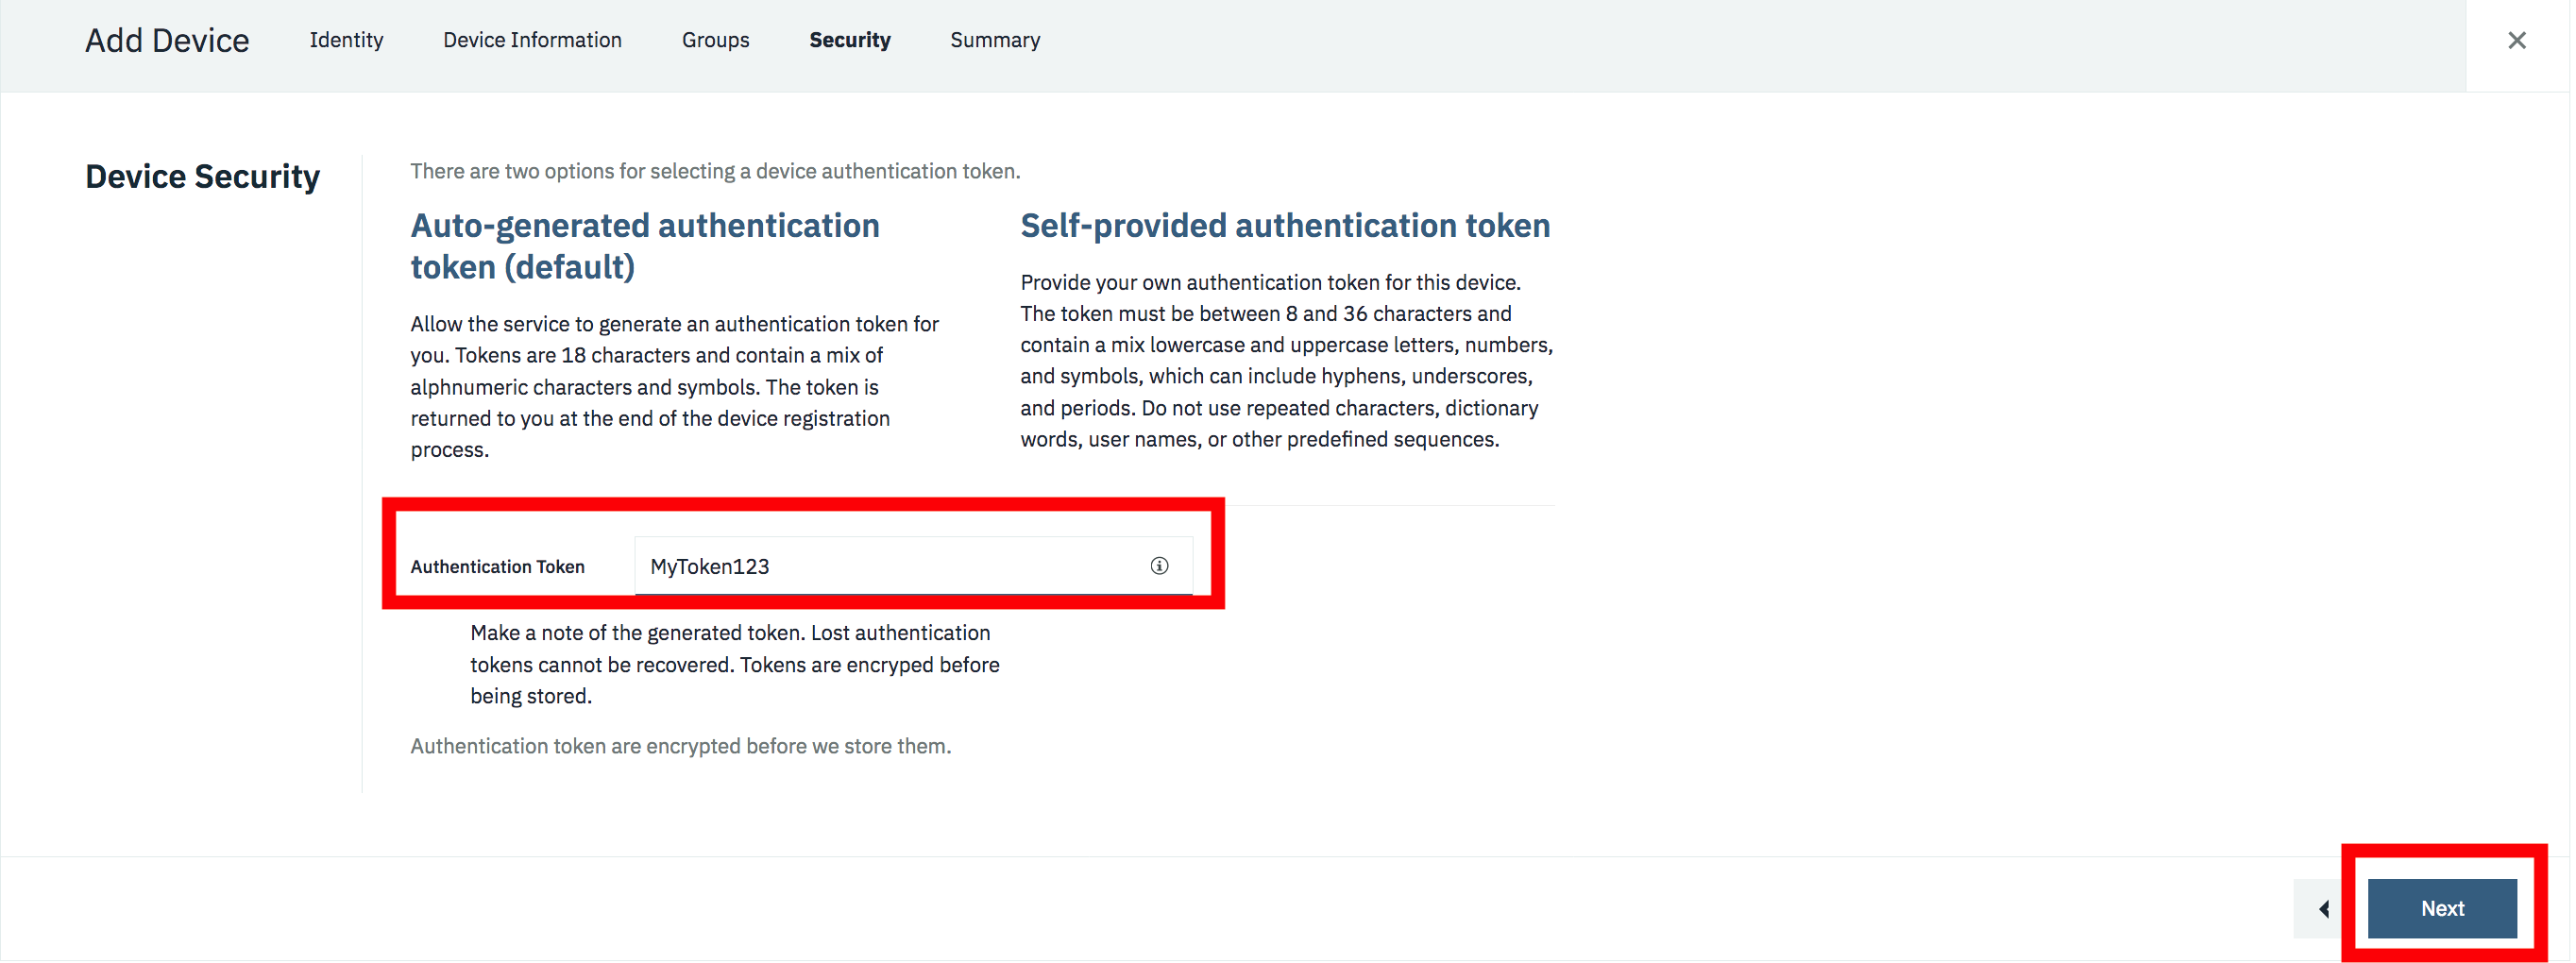 Add Device
Identity
Device Information
Groups
Security
Summary
Device Security
There are two options for selecting a device authentication token.
Auto-generated authentication
token (default)
Allow the service to generate an authentication token for
you. Tokens are 18 characters and contain a mix of
alphnumeric characters and symbols. The token is
returned to you at the end of the device registration
process.
Self-provided authentication token
Provide your own authentication token for this device.
The token must be between 8 and 36 characters and
contain a mix lowercase and uppercase letters, numbers,
and symbols, which can include hyphens, underscores,
and periods. Do not use repeated characters, dictionary
words, user names, or other predefined sequences.
Authentication Token
MyToken123
Make a note of the generated token. Lost authentication
tokens cannot be recovered. Tokens are encryped before
being stored.
Authentication token are encrypted before we store them.
Next